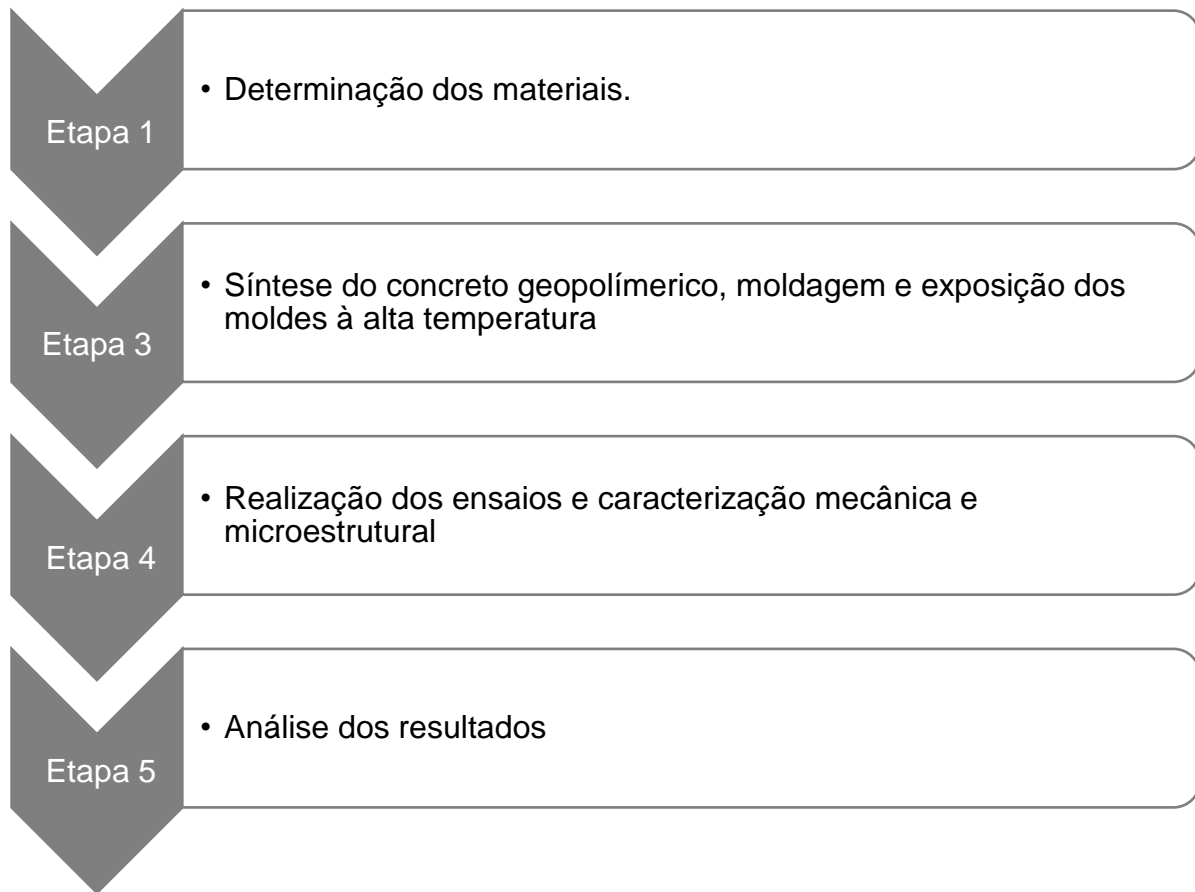 Etapa 1
• Determinação dos materiais.
Etapa 3
• Síntese do concreto geopolímerico, moldagem e exposição dos
moldes à alta temperatura
Etapa 4
• Realização dos ensaios e caracterização mecânica e
microestrutural
Etapa 5
• Análise dos resultados